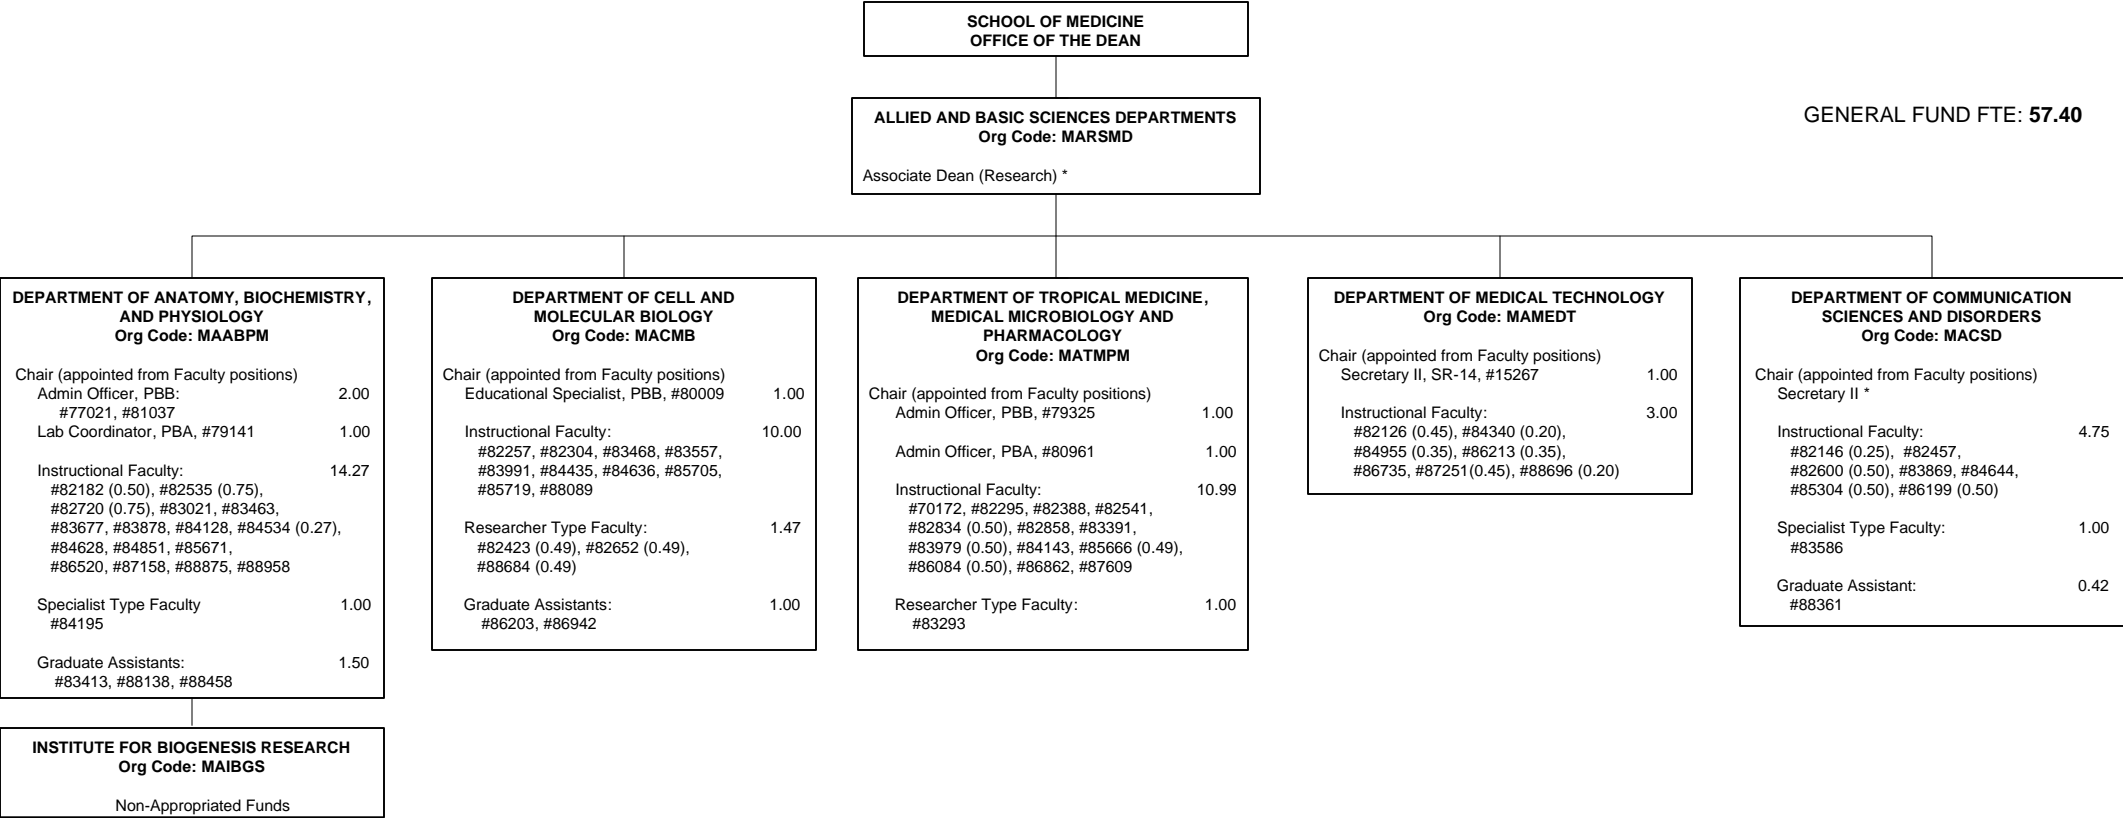 SCHOOL OF MEDICINE
OFFICE OF THE DEAN
ALLIED AND BASIC SCIENCES DEPARTMENTS
Org Code: MARSMD
Associate Dean (Research) *
GENERAL FUND FTE: 57.40
DEPARTMENT OF ANATOMY, BIOCHEMISTRY,
AND PHYSIOLOGY
Org Code: MAABPM
Chair (appointed from Faculty positions)
Admin Officer, PBB: 2.00
#77021, #81037
Lab Coordinator, PBA, #79141 1.00
Instructional Faculty: 14.27
#82182 (0.50), #82535 (0.75),
#82720 (0.75), #83021, #83463,
#83677, #83878, #84128, #84534 (0.27),
#84628, #84851, #85671,
#86520, #87158, #88875, #88958
Specialist Type Faculty 1.00
#84195
Graduate Assistants: 1.50
#83413, #88138, #88458
INSTITUTE FOR BIOGENESIS RESEARCH
Org Code: MAIBGS
Non-Appropriated Funds
DEPARTMENT OF CELL AND
MOLECULAR BIOLOGY
Org Code: MACMB
Chair (appointed from Faculty positions)
Educational Specialist, PBB, #80009 1.00
Instructional Faculty: 10.00
#82257, #82304, #83468, #83557,
#83991, #84435, #84636, #85705,
#85719, #88089
Researcher Type Faculty: 1.47
#82423 (0.49), #82652 (0.49),
#88684 (0.49)
Graduate Assistants: 1.00
#86203, #86942
DEPARTMENT OF TROPICAL MEDICINE,
MEDICAL MICROBIOLOGY AND
PHARMACOLOGY
Org Code: MATMPM
Chair (appointed from Faculty positions)
Admin Officer, PBB, #79325 1.00
Admin Officer, PBA, #80961 1.00
Instructional Faculty: 10.99
#70172, #82295, #82388, #82541,
#82834 (0.50), #82858, #83391,
#83979 (0.50), #84143, #85666 (0.49),
#86084 (0.50), #86862, #87609
Researcher Type Faculty: 1.00
#83293
DEPARTMENT OF MEDICAL TECHNOLOGY
Org Code: MAMEDT
Chair (appointed from Faculty positions)
Secretary II, SR-14, #15267 1.00
Instructional Faculty: 3.00
#82126 (0.45), #84340 (0.20),
#84955 (0.35), #86213 (0.35),
#86735, #87251(0.45), #88696 (0.20)
DEPARTMENT OF COMMUNICATION
SCIENCES AND DISORDERS
Org Code: MACSD
Chair (appointed from Faculty positions)
Secretary II *
Instructional Faculty: 4.75
#82146 (0.25), #82457,
#82600 (0.50), #83869, #84644,
#85304 (0.50), #86199 (0.50)
Specialist Type Faculty: 1.00
#83586
Graduate Assistant: 0.42
#88361